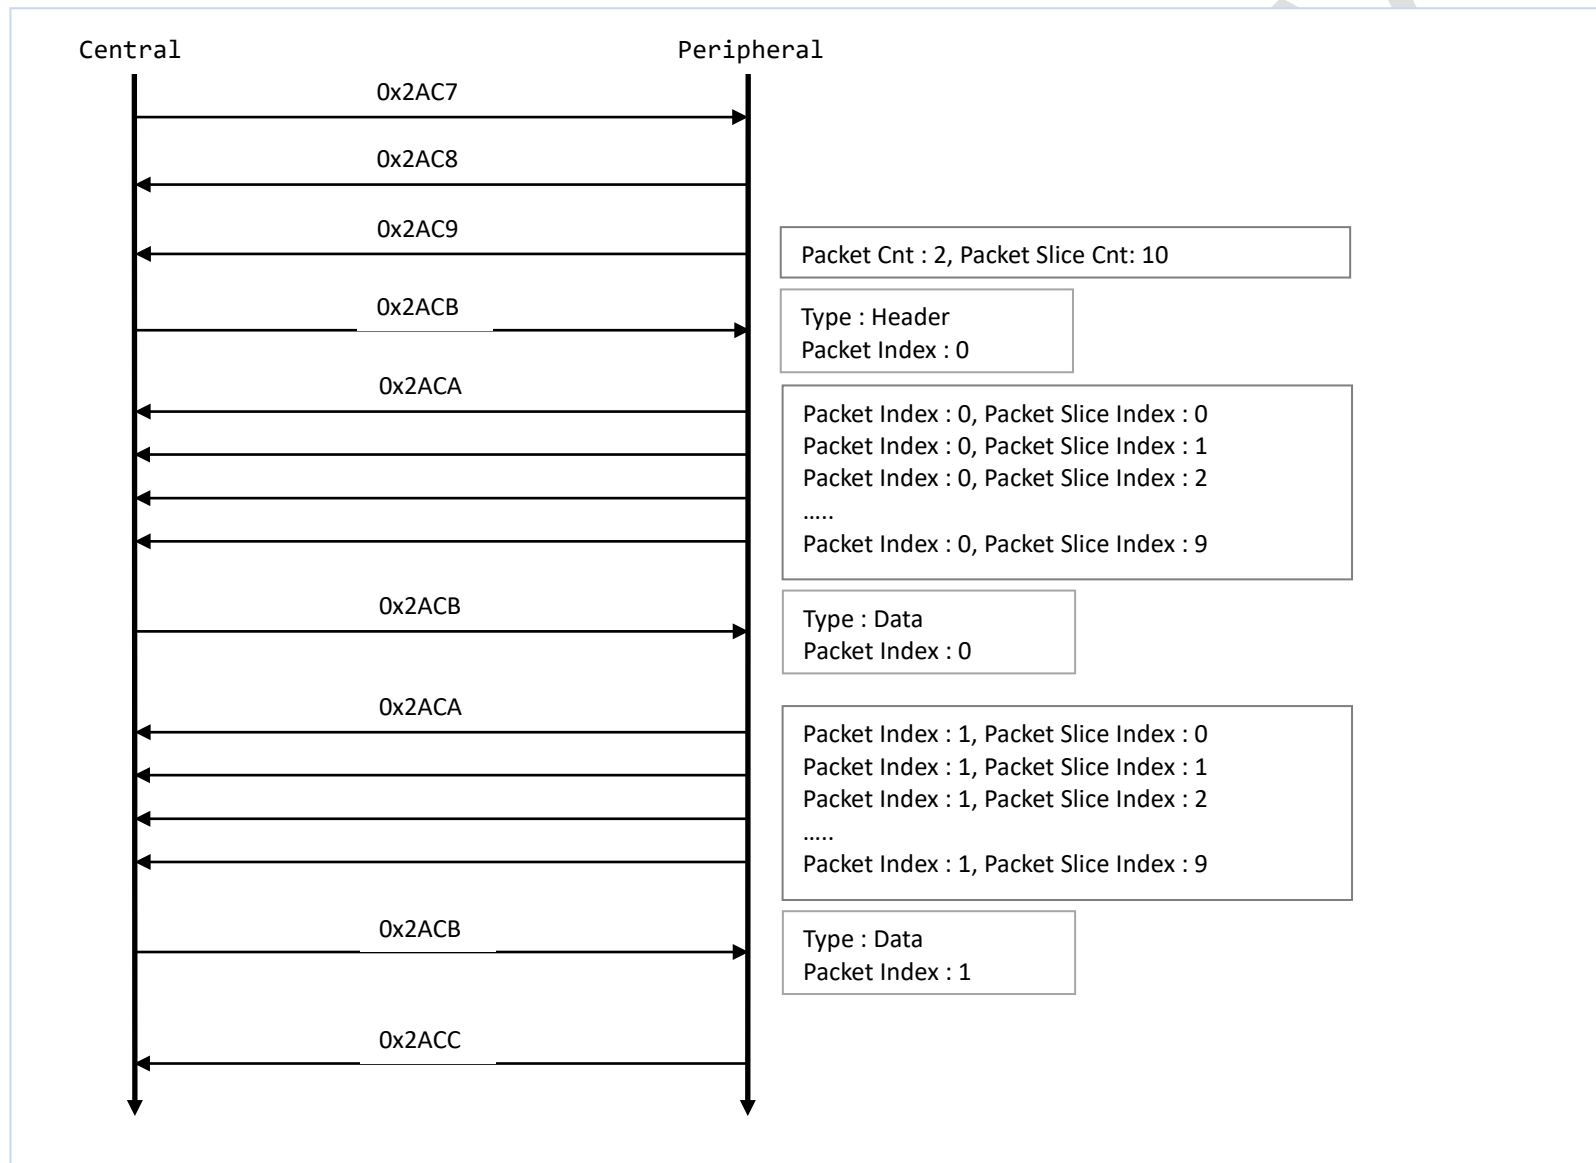 Central
Peripheral
0x2AC7
0x2AC8
0x2AC9
Packet Cnt : 2, Packet Slice Cnt: 10
0x2ACB
Type : Header
Packet Index : 0
0x2ACA
Packet Index : 0, Packet Slice Index : 0
Packet Index : 0, Packet Slice Index : 1
Packet Index : 0, Packet Slice Index : 2
.....
Packet Index : 0, Packet Slice Index : 9
0x2ACB
Type : Data
Packet Index : 0
0x2ACA
Packet Index : 1, Packet Slice Index : 0
Packet Index : 1, Packet Slice Index : 1
Packet Index : 1, Packet Slice Index : 2
.....
Packet Index : 1, Packet Slice Index : 9
0x2ACB
Type : Data
Packet Index : 1
0x2ACC